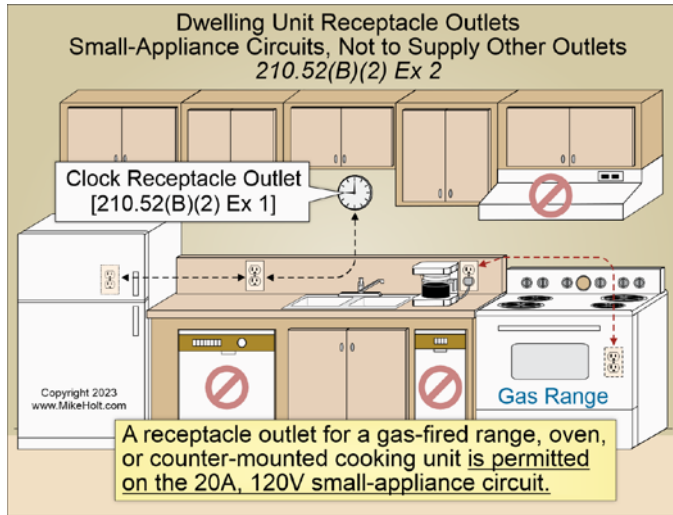 Dwelling Unit Receptacle Outlets
Small-Appliance Circuits, Not to Supply Other Outlets
210.52(B)(2) Ex 2
Clock Receptacle Outlet
[210.52(B)(2) Ex 1]
Copyright 2023
www.MikeHolt.com
Gas Range
A receptacle outlet for a gas-fired range, oven,
or counter-mounted cooking unit is permitted
on the 20A, 120V small-appliance circuit.